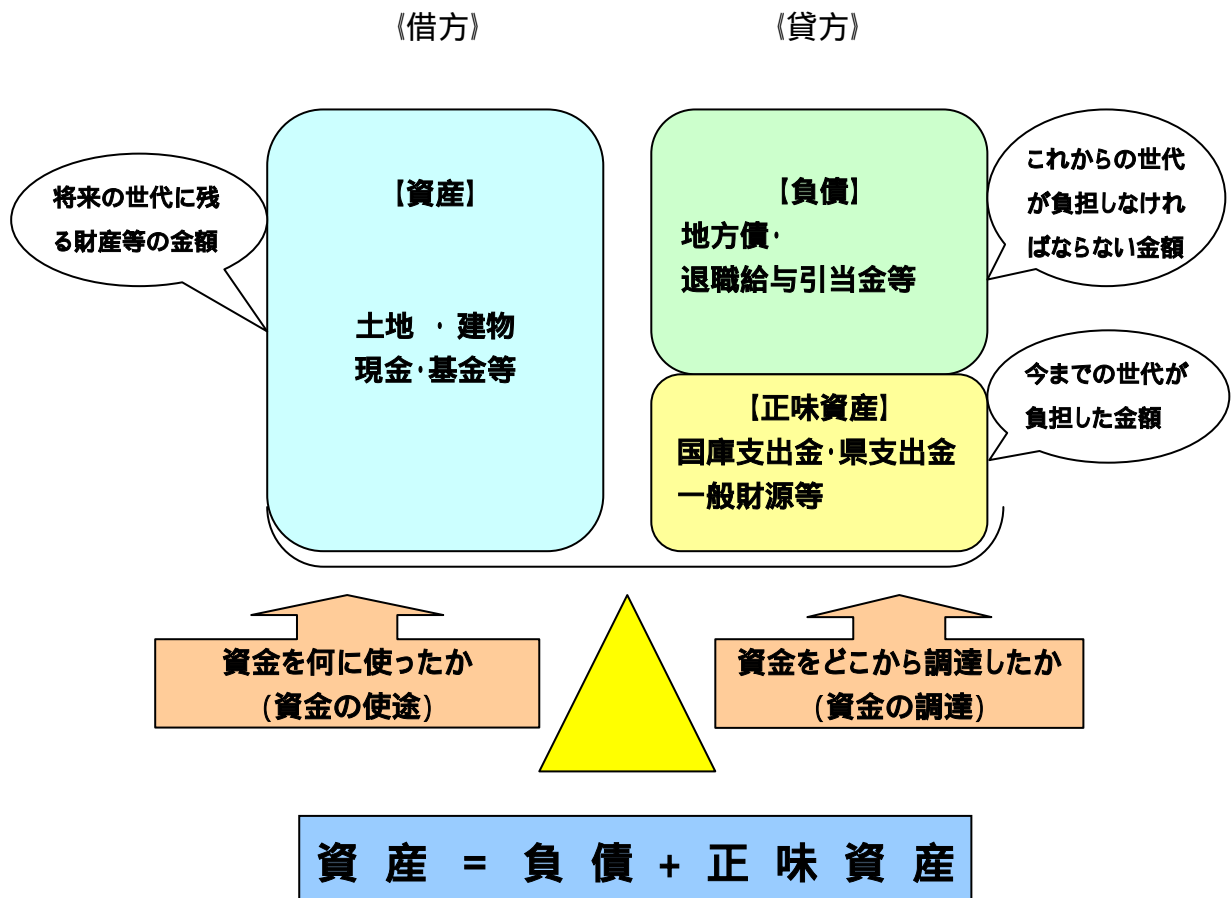 《借方》
《貸方》
将来の世代に残
る財産等の金額
【資産】
土地 ・建物
現金・基金等
【負債】
地方債・
退職給与引当金等
これからの世代
が負担しなけれ
ばならない金額
【正味資産】
国庫支出金・県支出金
一般財源等
今までの世代が
負担した金額
資金を何に使ったか
(資金の使途)
資金をどこから調達したか
(資金の調達)
資 産 = 負 債 + 正 味 資 産